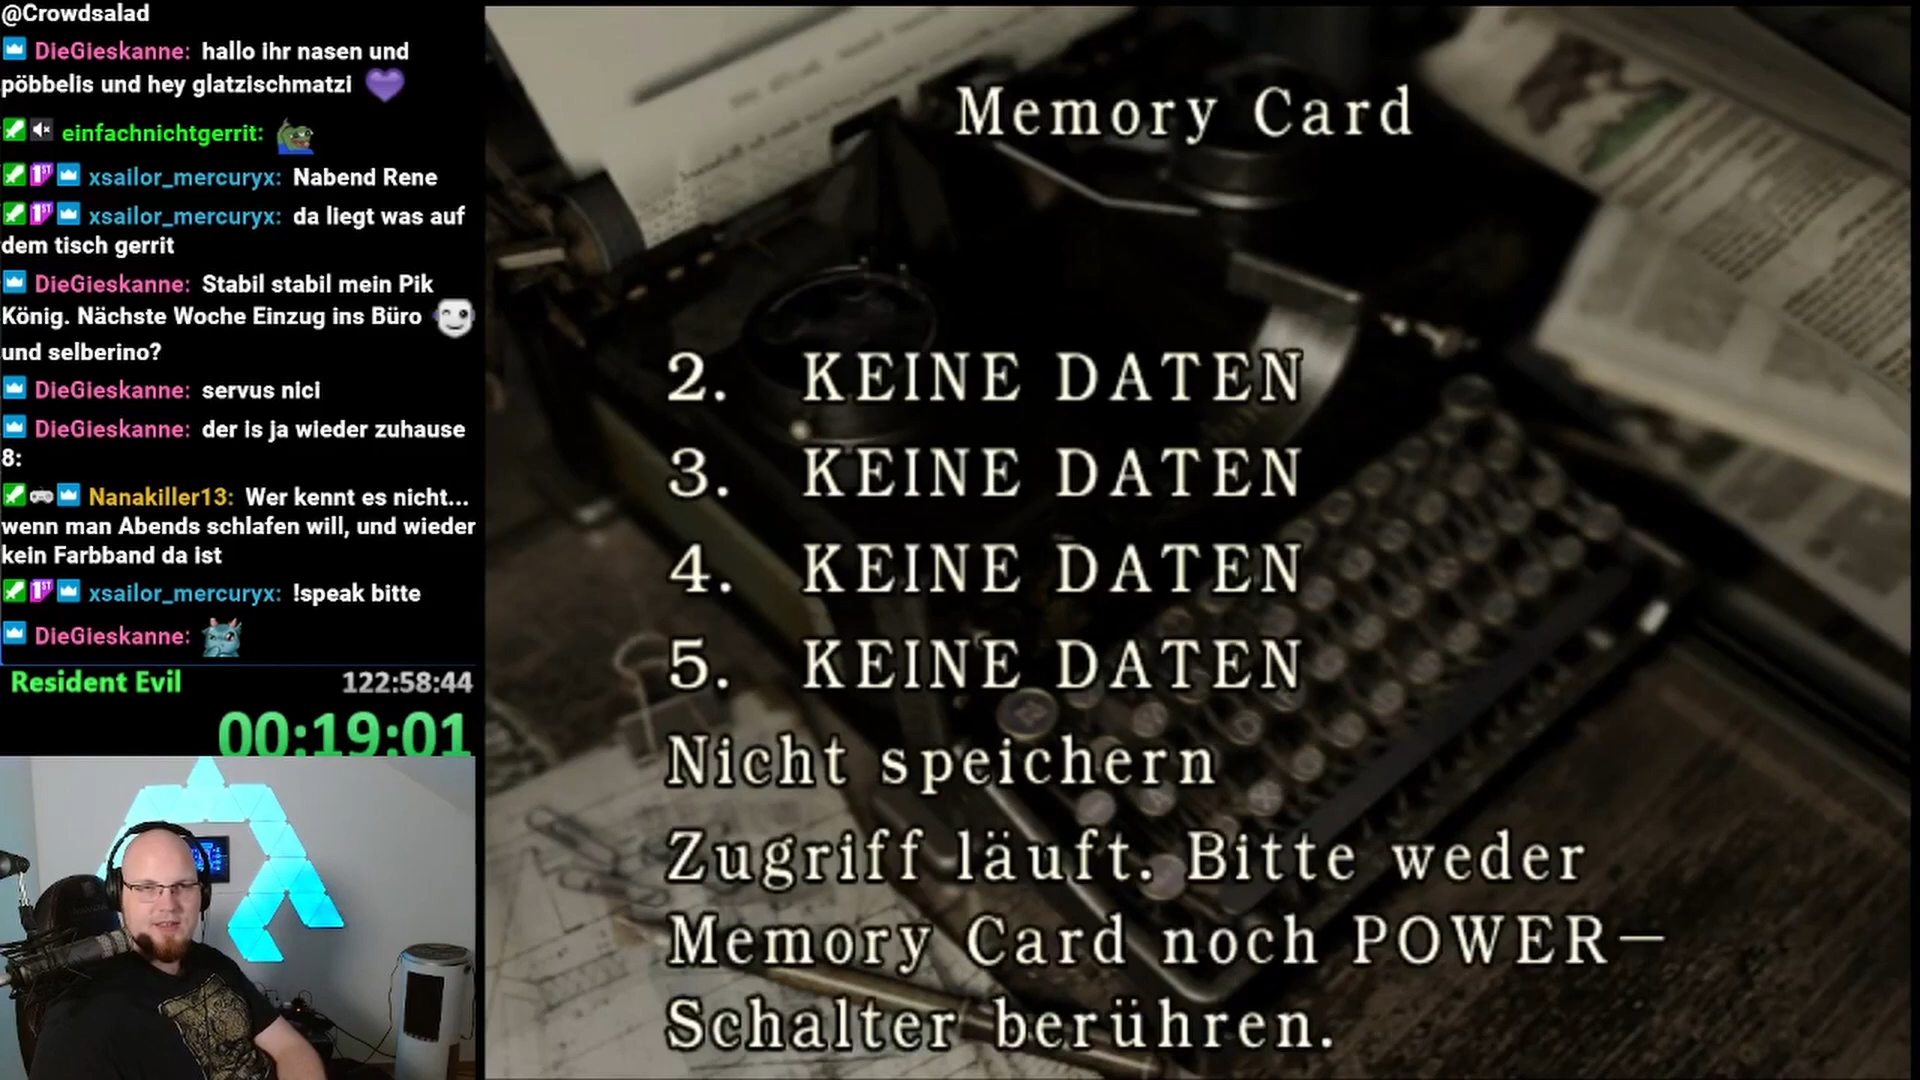 @Crowdsalad
DieGieskanne: hallo ihr nasen und
pöbbelis und hey glatzischmatzi
einfachnichtgerrit:
xsailor_mercuryx: Nabend Rene
xsailor_mercuryx: da liegt was auf
dem tisch gerrit
DieGieskanne: Stabil stabil mein Pik
König. Nächste Woche Einzug ins Büro
und selberino?
DieGieskanne: servus nici
DieGieskanne: der is ja wieder zuhause
8:
Nanakiller13: Wer kennt es nicht...
wenn man Abends schlafen will, und wieder
kein Farbband da ist
xsailor_mercuryx: !speak bitte
DieGieskanne:
Resident Evil 122:58:44
00:19:01
Memory Card
2. KEINE DATEN
3. KEINE DATEN
4. KEINE DATEN
5. KEINE DATEN
Nicht speichern
Zugriff läuft. Bitte weder
Memory Card noch POWER—
Schalter berühren.